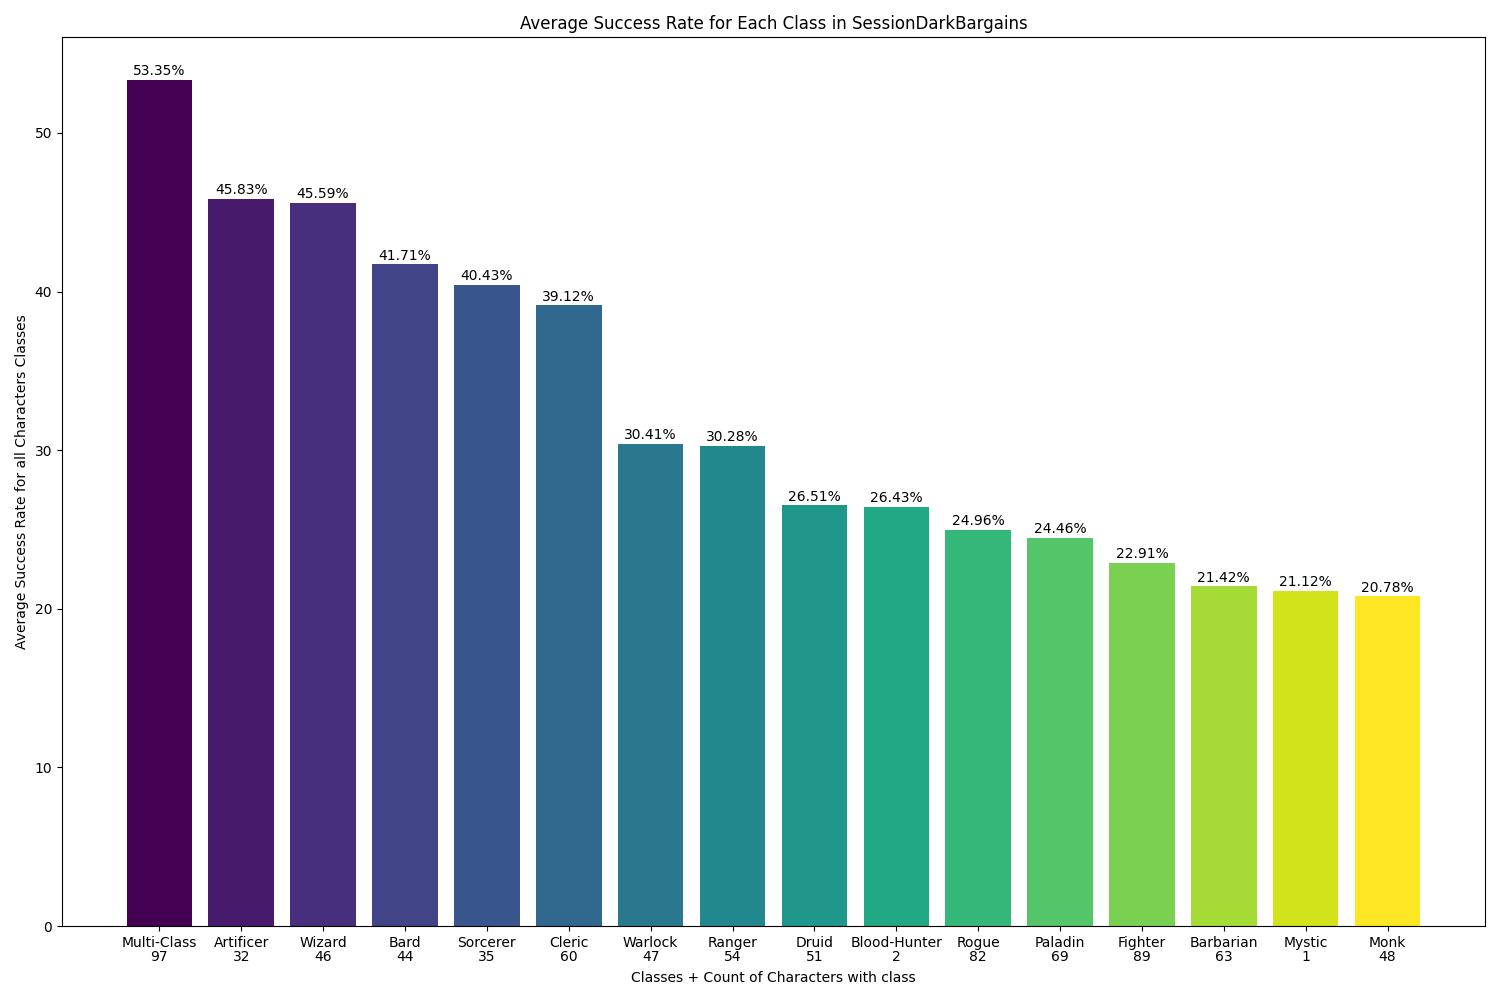 Average Success Rate for Each Class in SessionDarkBargains
Average Success Rate for all Characters Classes
50
40
30
20
10
0
53.35%
45.83%
45.59%
41.71%
40.43%
39.12%
30.41%
30.28%
26.51%
26.43%
24.96%
24.46%
22.91%
21.42%
21.12%
20.78%
Multi-Class
97
Artificer
32
Wizard
46
Bard
44
Sorcerer
35
Cleric
60
Warlock
47
Ranger
54
Druid
51
Blood-Hunter
2
Rogue
82
Paladin
69
Fighter
89
Barbarian
63
Mystic
1
Monk
48
Classes + Count of Characters with class